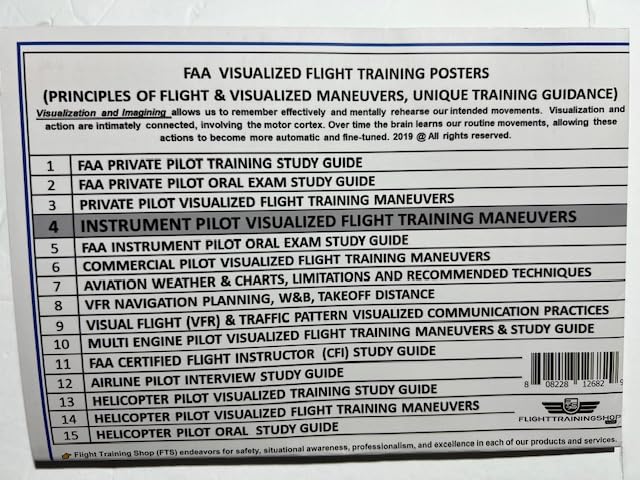 FAA VISUALIZED FLIGHT TRAINING POSTERS
(PRINCIPLES OF FLIGHT & VISUALIZED MANEUVERS, UNIQUE TRAINING GUIDANCE)
Visualization and Imagining allows us to remember effectively and mentally rehearse our intended movements. Visualization and
action are intimately connected, involving the motor cortex. Over time the brain learns our routine movements, allowing these
actions to become more automatic and fine-tuned. 2019 @ All rights reserved.
1 FAA PRIVATE PILOT TRAINING STUDY GUIDE
2 FAA PRIVATE PILOT ORAL EXAM STUDY GUIDE
3 PRIVATE PILOT VISUALIZED FLIGHT TRAINING MANEUVERS
4 INSTRUMENT PILOT VISUALIZED FLIGHT TRAINING MANEUVERS
5 FAA INSTRUMENT PILOT ORAL EXAM STUDY GUIDE
6 COMMERCIAL PILOT VISUALIZED FLIGHT TRAINING MANEUVERS
7 AVIATION WEATHER & CHARTS, LIMITATIONS AND RECOMMENDED TECHNIQUES
8 VFR NAVIGATION PLANNING, W&B, TAKEOFF DISTANCE
9 VISUAL FLIGHT (VFR) & TRAFFIC PATTERN VISUALIZED COMMUNICATION PRACTICES
10 MULTI ENGINE PILOT VISUALIZED FLIGHT TRAINING MANEUVERS & STUDY GUIDE
11 FAA CERTIFIED FLIGHT INSTRUCTOR (CFI) STUDY GUIDE
12 AIRLINE PILOT INTERVIEW STUDY GUIDE
13 HELICOPTER PILOT VISUALIZED TRAINING STUDY GUIDE
14 HELICOPTER PILOT VISUALIZED FLIGHT TRAINING MANEUVERS
15 HELICOPTER PILOT ORAL STUDY GUIDE
8 08228 12682 9
FLIGHTTRAININGSHOP
Flight Training Shop (FTS) endeavors for safety, situational awareness, professionalism, and excellence in each of our products and services.